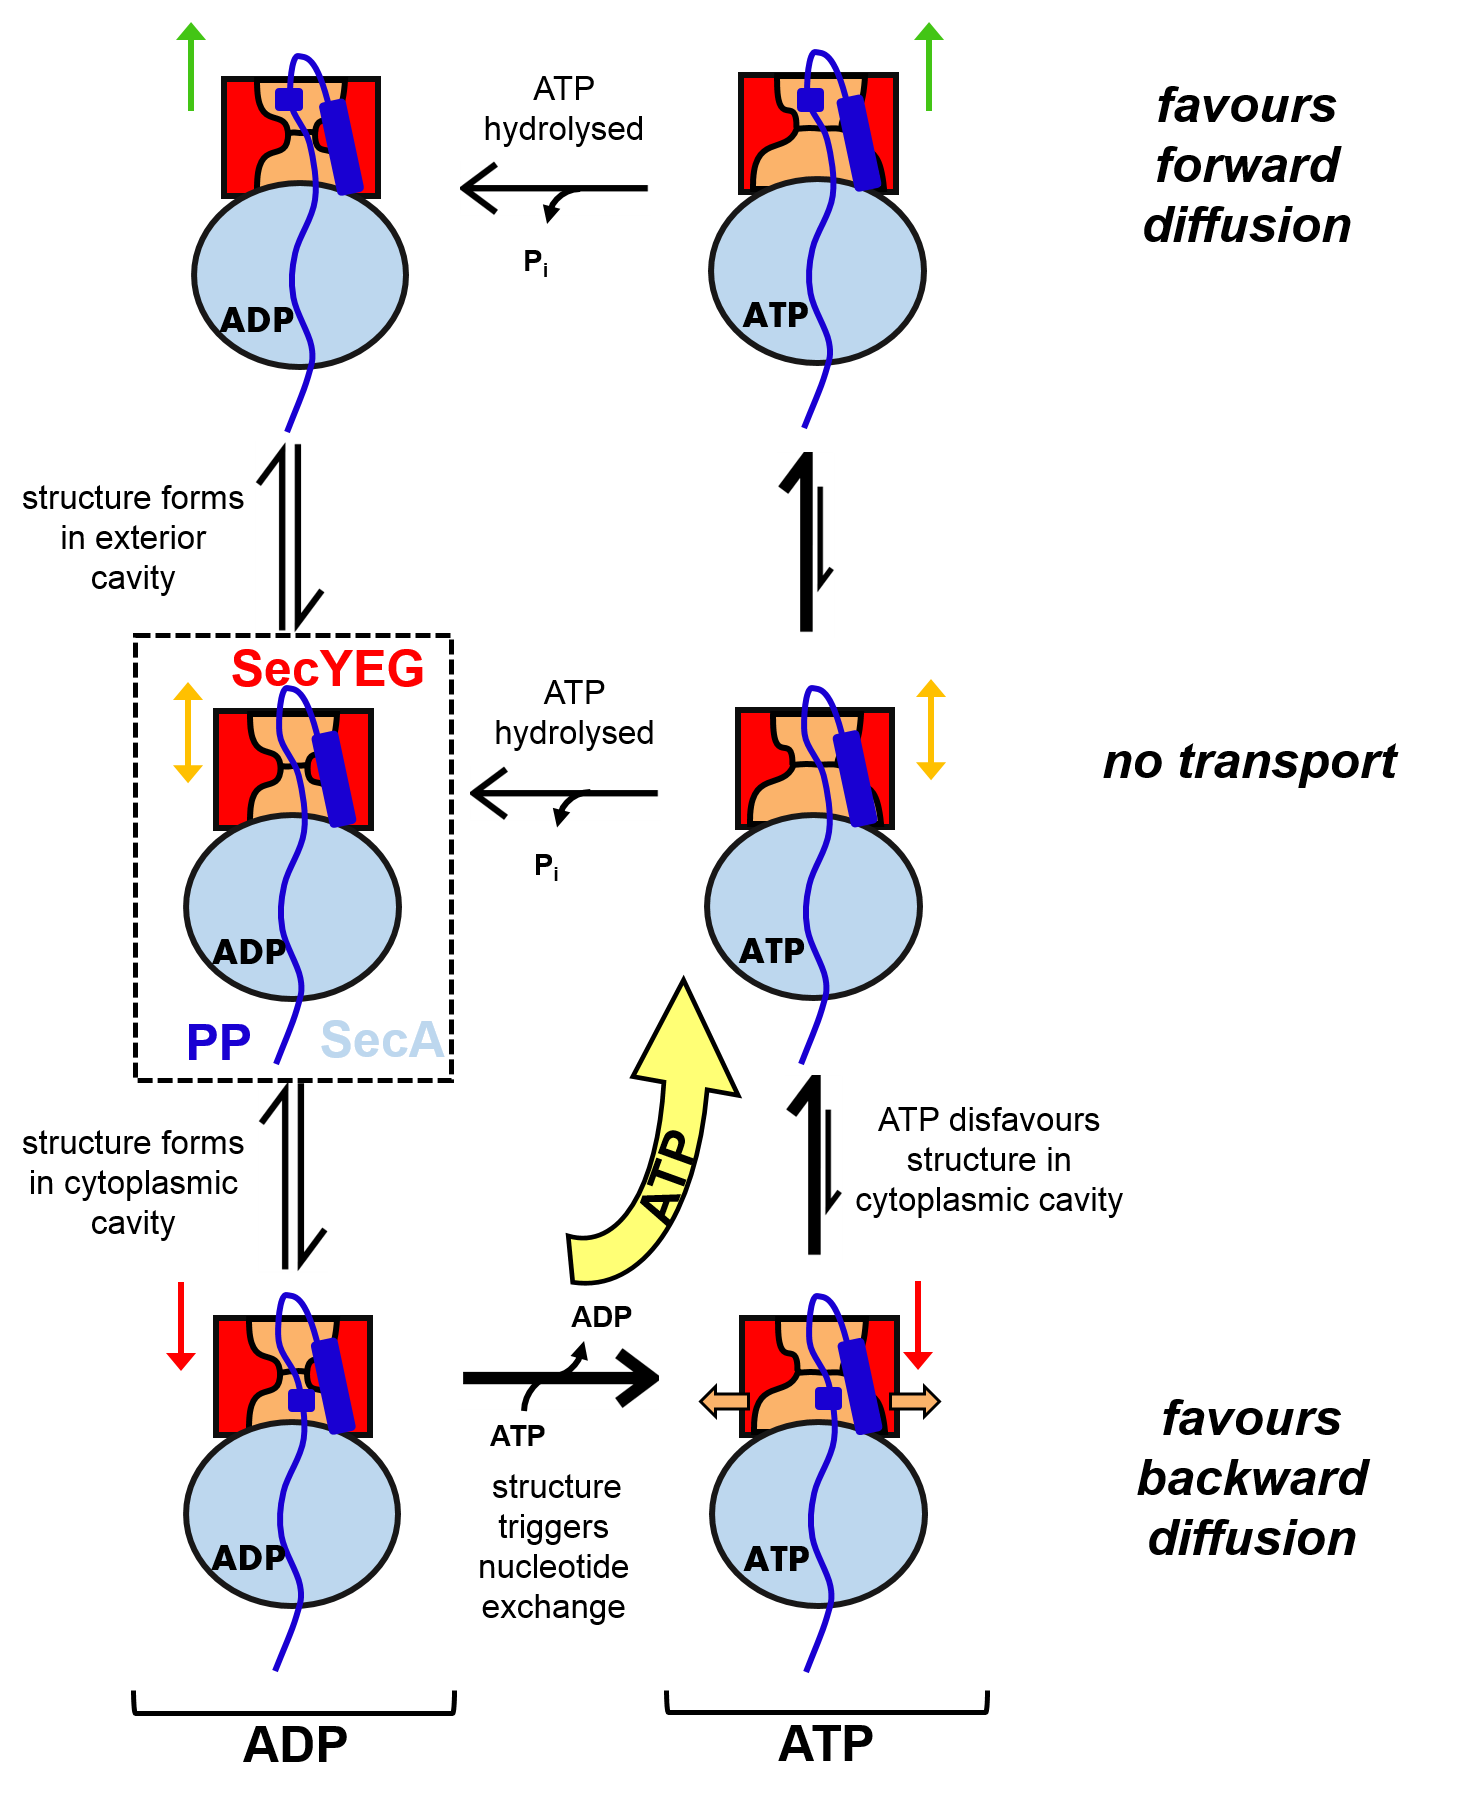 ATP
hydrolysed
P_i
ADP
ATP
favours
forward
diffusion
structure forms
in exterior
cavity
SecYEG
ATP
hydrolysed
P_i
ADP
ATP
PP
SecA
no transport
structure forms
in cytoplasmic
cavity
ATP
ATP disfavours
structure in
cytoplasmic cavity
ADP
ATP
structure
triggers
nucleotide
exchange
ADP
ATP
favours
backward
diffusion
ADP
ATP